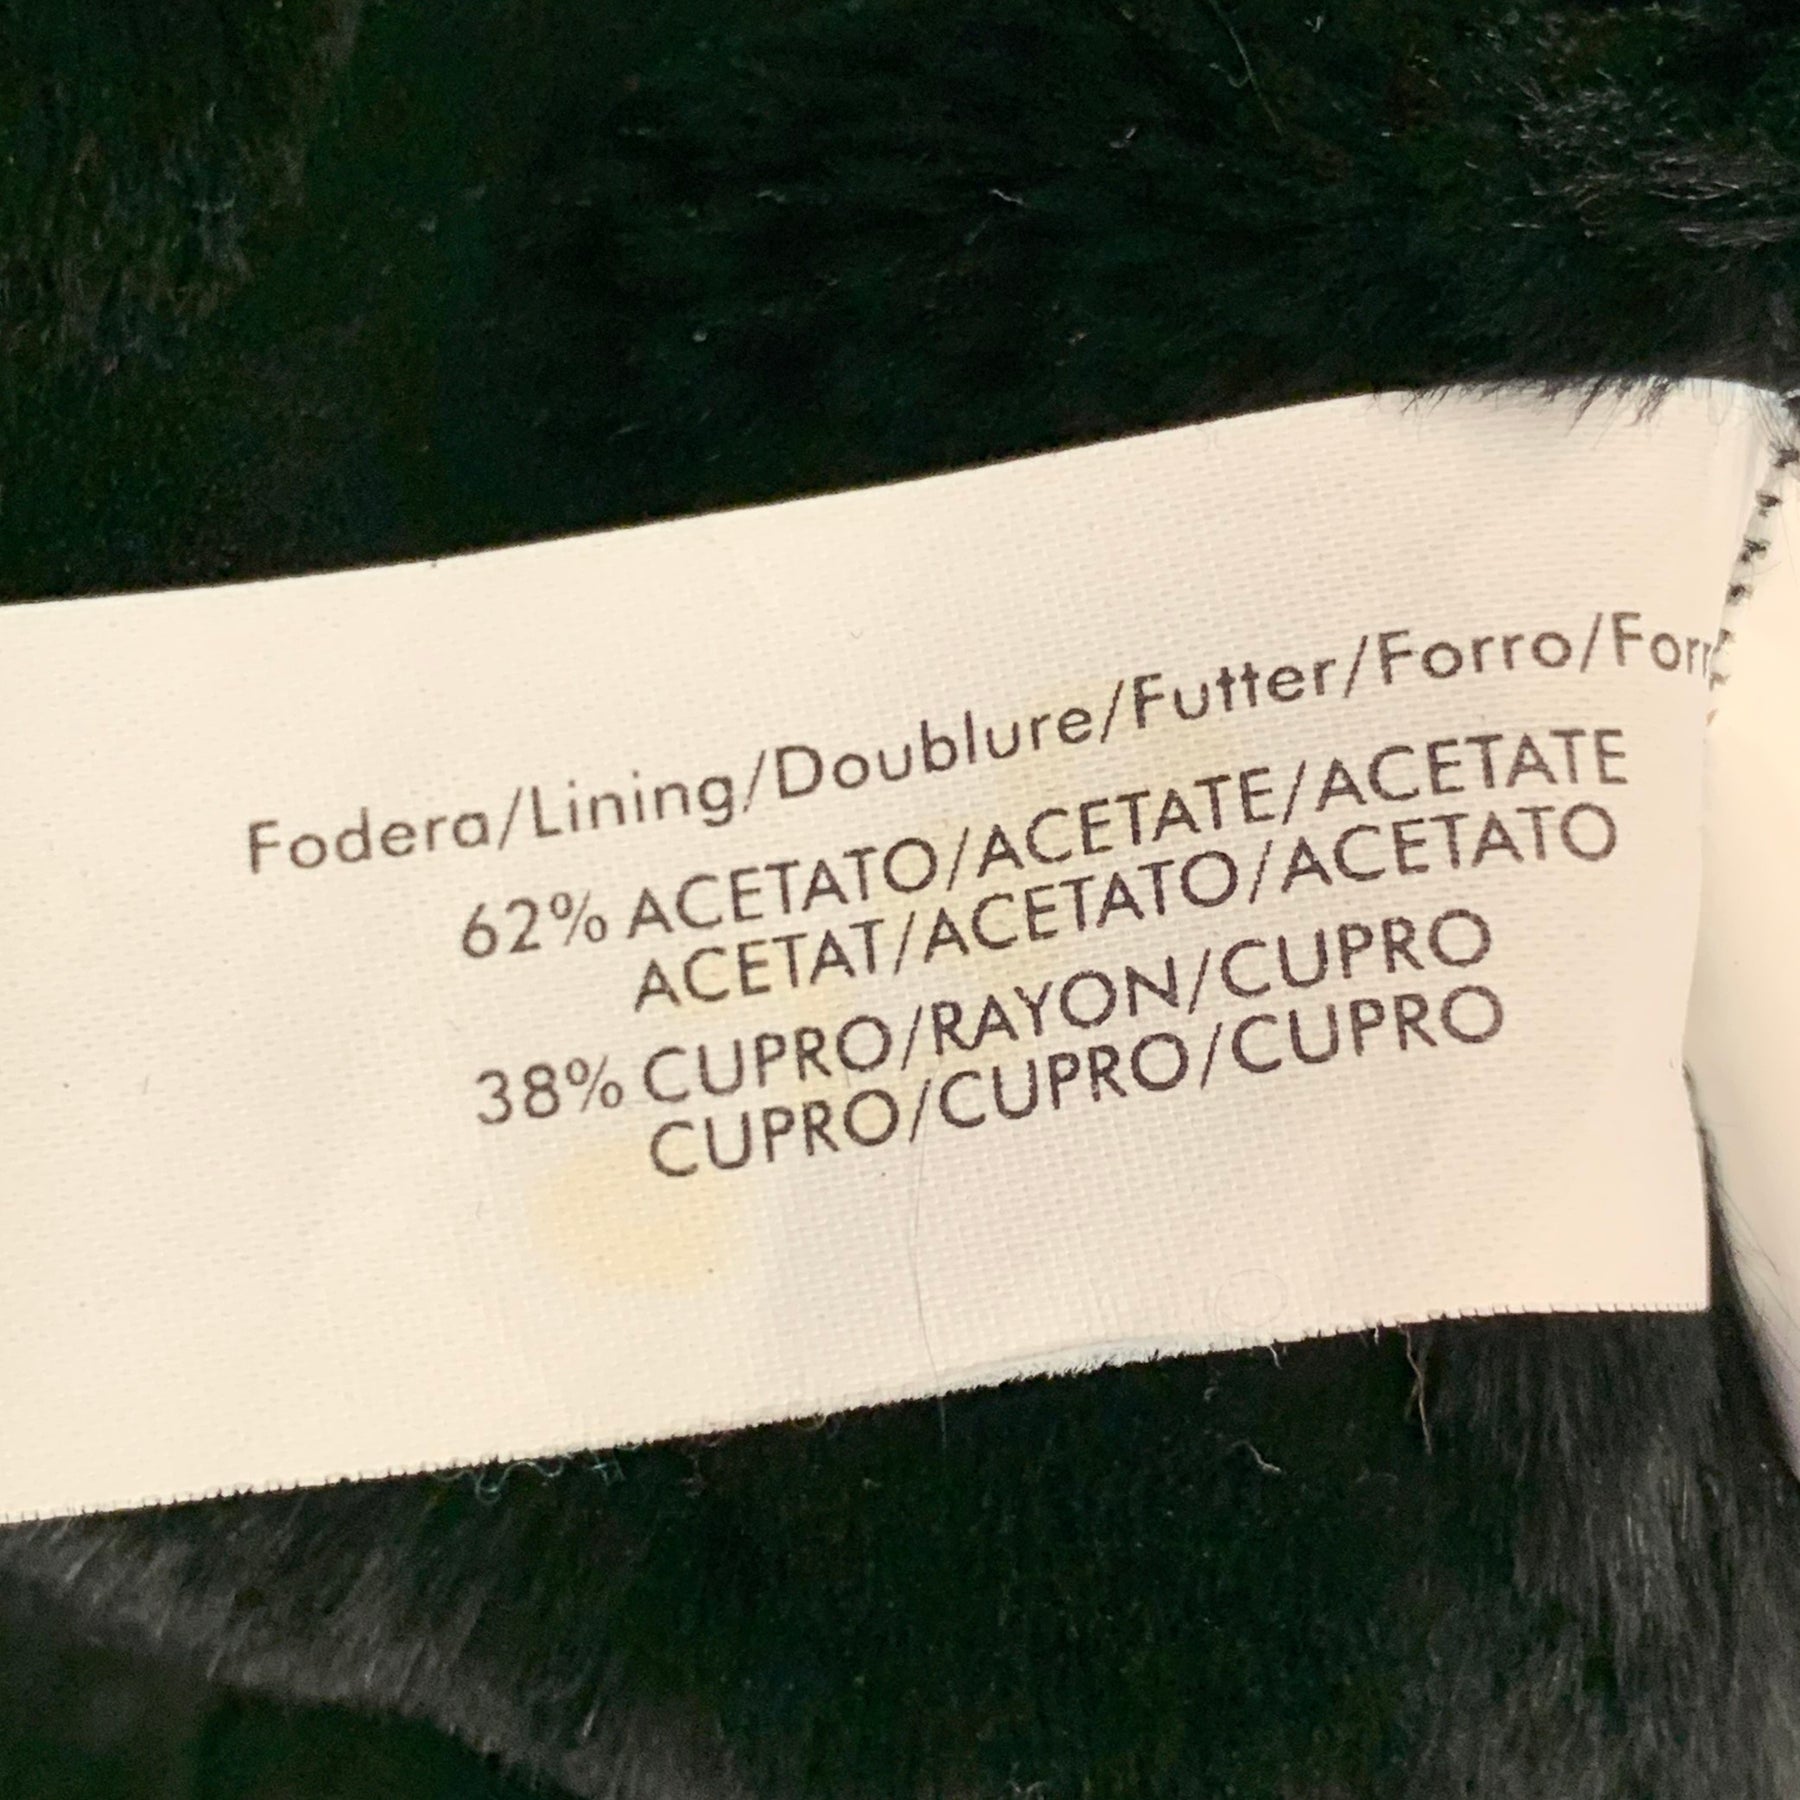 Fodera/Lining/Doublure/Futter/Forro/Forr
62% ACETATO/ACETATE/ACETATE
ACETAT/ACETATO/ACETATO
38% CUPRO/RAYON/CUPRO
CUPRO/CUPRO/CUPRO